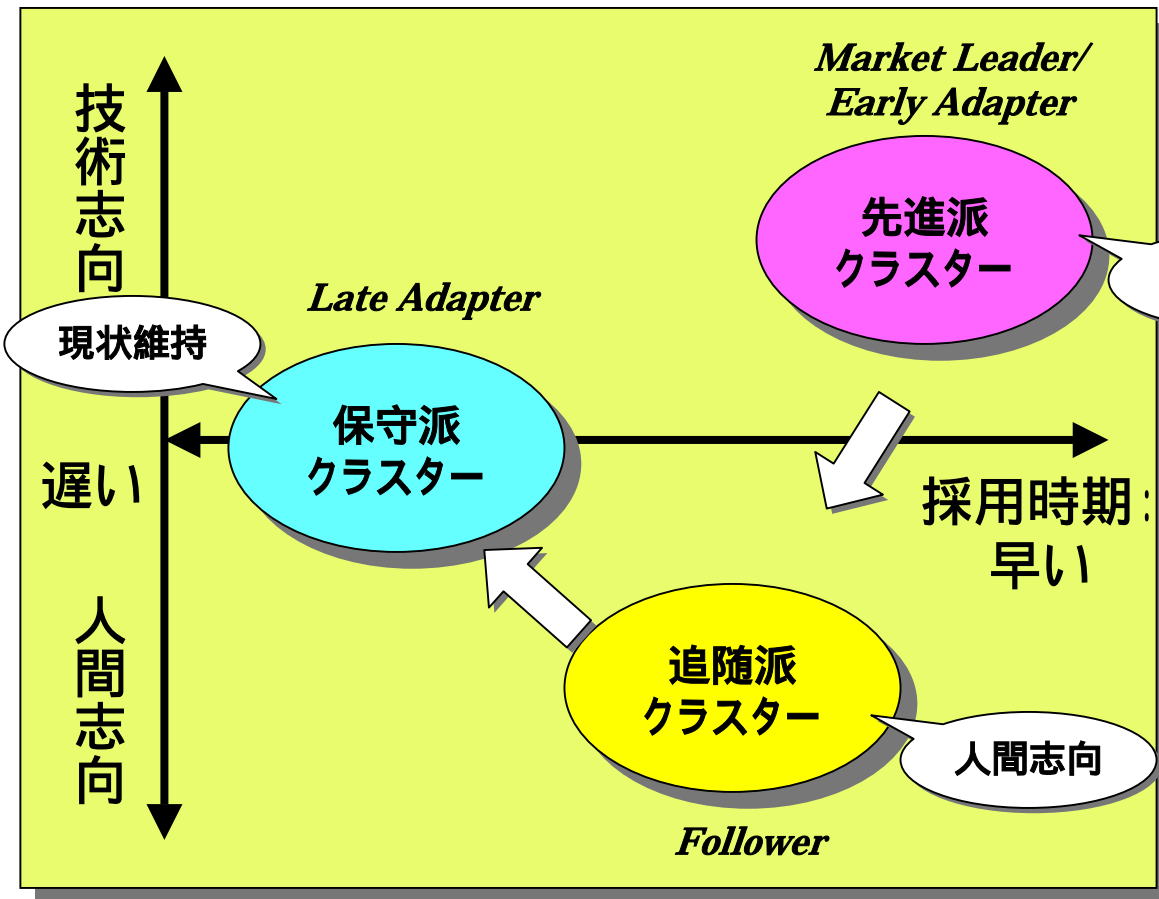 Market Leader/
Early Adapter
技術志向
先進派
クラスター
Late Adapter
現状維持
保守派
クラスター
遅い
採用時期:
早い
人間志向
追随派
クラスター
人間志向
Follower